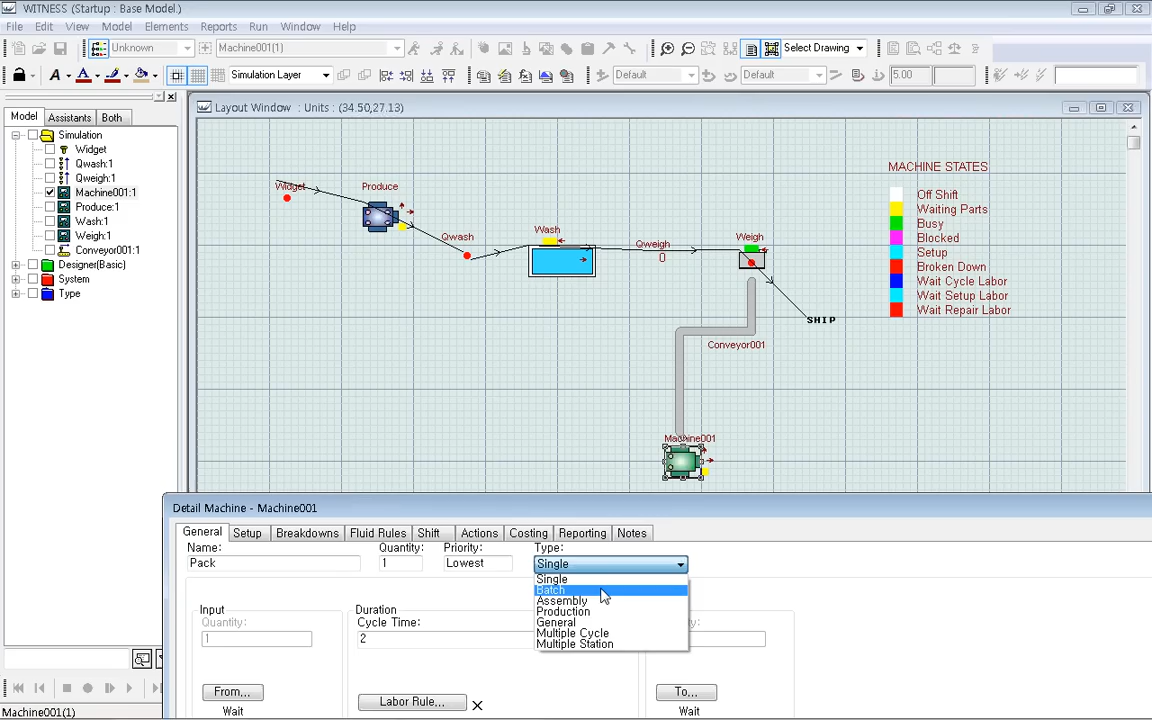 WITNESS (Startup : Base Model.)
File Edit View Model Elements Reports Run Window Help
Unknown Machine001(1) Select Drawing
Simulation Layer Default Default 5.00
Model Assistants Both
Layout Window : Units : (34.50,27.13)
Simulation
Widget
Qwash:1
Qweigh:1
Machine001:1
Produce:1
Wash:1
Weigh:1
Conveyor001:1
Designer(Basic)
System
Type
Widget
Produce
Qwash
Wash
Qweigh
0
Weigh
SHIP
Conveyor001
Machine001
MACHINE STATES
Off Shift
Waiting Parts
Busy
Blocked
Setup
Broken Down
Wait Cycle Labor
Wait Setup Labor
Wait Repair Labor
Detail Machine - Machine001
General Setup Breakdowns Fluid Rules Shift Actions Costing Reporting Notes
Name: Quantity: Priority: Type:
Pack 1 Lowest Single
Single
Batch
Assembly
Production
General
Multiple Cycle
Multiple Station
Input Duration
Quantity: Cycle Time:
1 2
From... Labor Rule... To...
Wait Wait
Machine001(1)